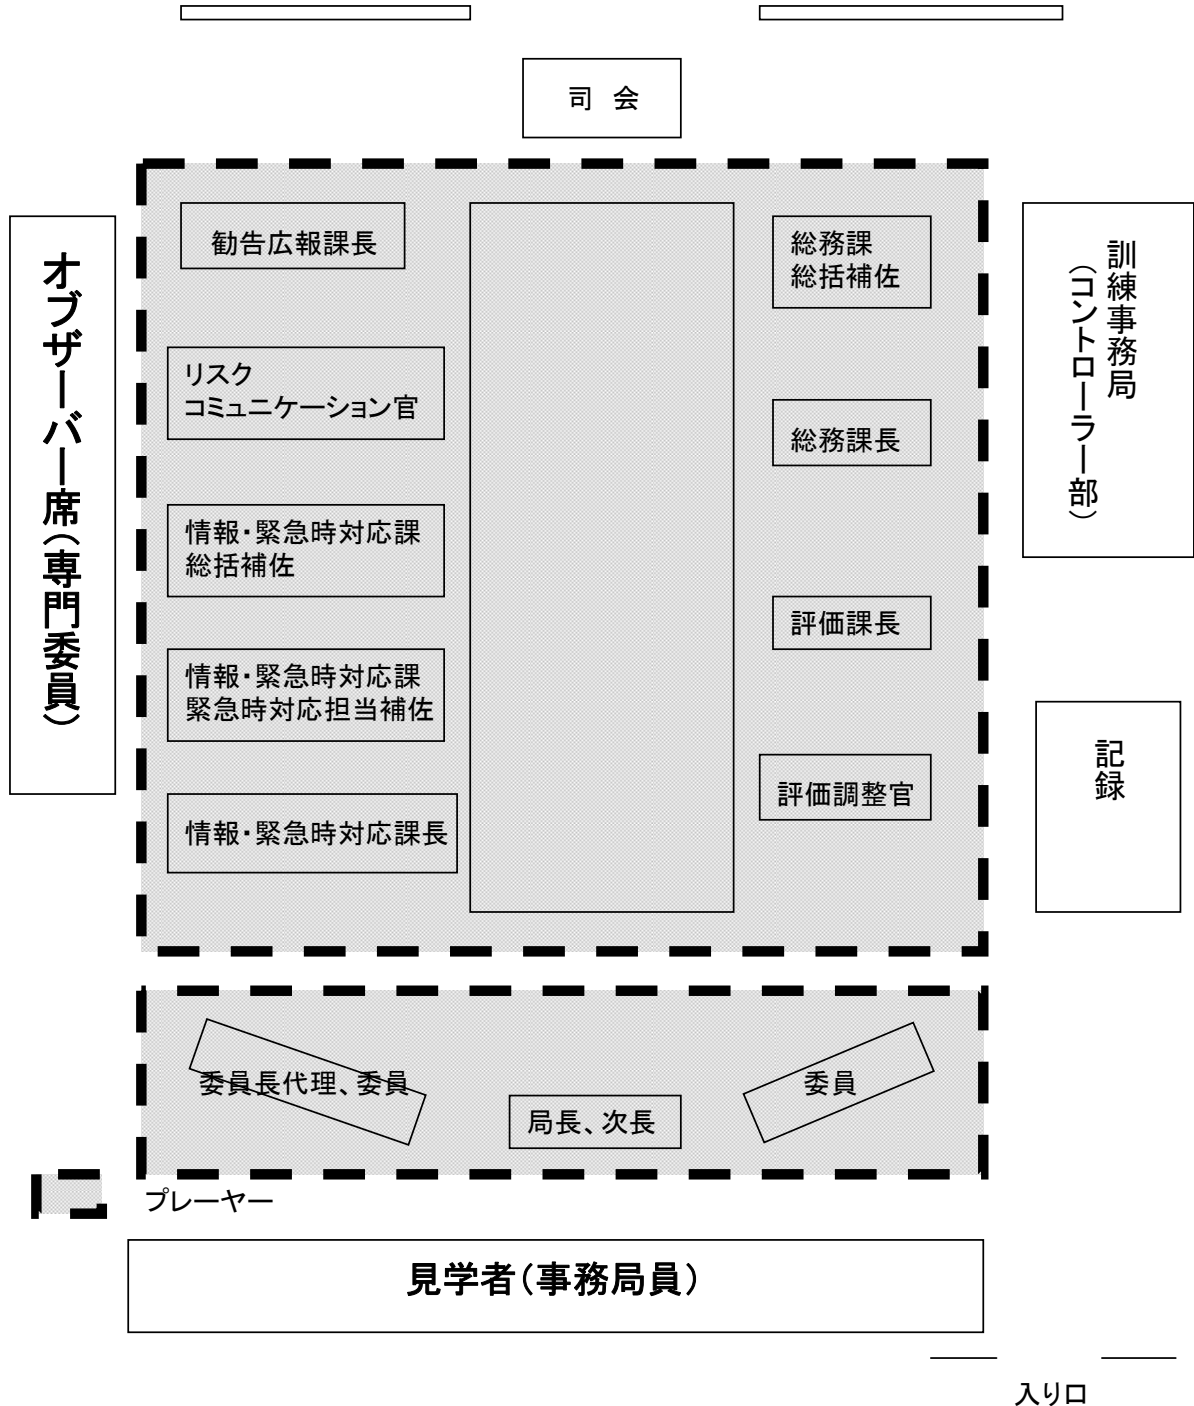 司　会
勧告広報課長
総務課
総括補佐
リスク
コミュニケーション官
総務課長
情報・緊急時対応課
総括補佐
評価課長
情報・緊急時対応課
緊急時対応担当補佐
評価調整官
情報・緊急時対応課長
オブザーバー席（専門委員）
訓練事務局
（コントローラー部）
記録
委員長代理、委員
委員
局長、次長
プレーヤー
見学者（事務局員）
入り口